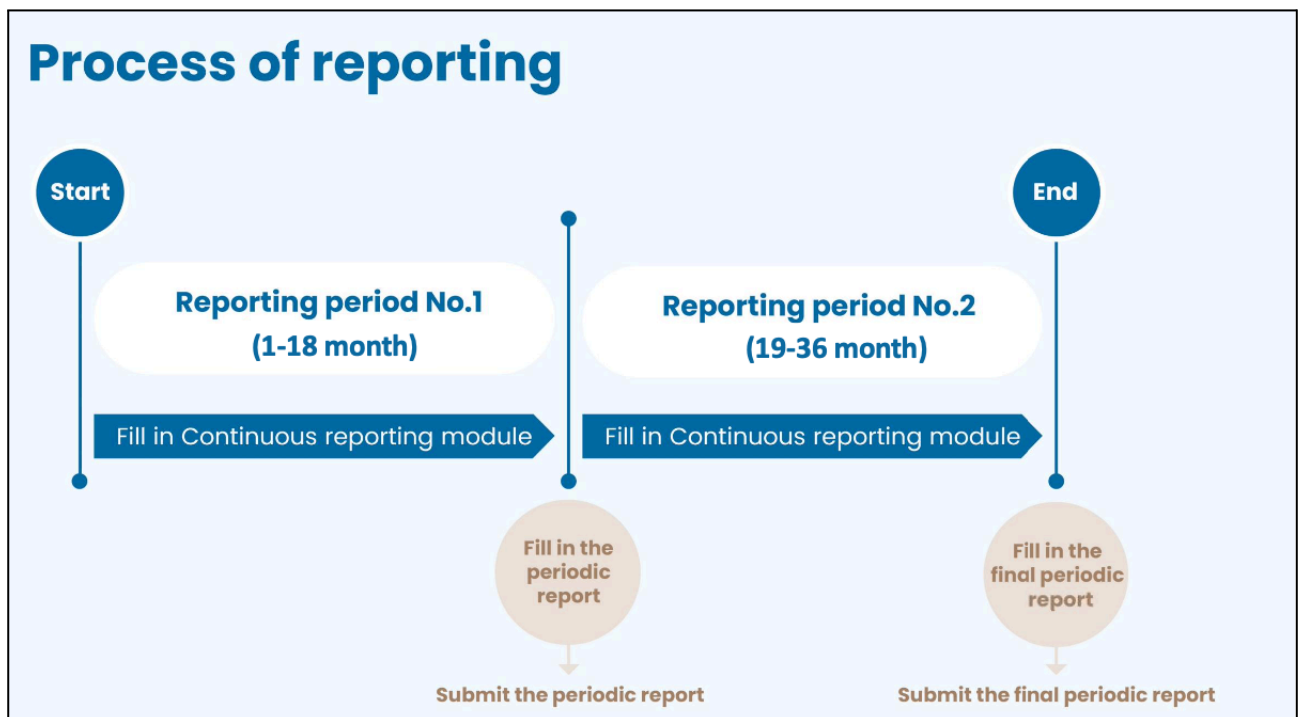 Process of reporting
Start
End
Reporting period No.1
(1-18 month)
Reporting period No.2
(19-36 month)
Fill in Continuous reporting module
Fill in Continuous reporting module
Fill in the
periodic
report
Fill in the
final periodic
report
Submit the periodic report
Submit the final periodic report